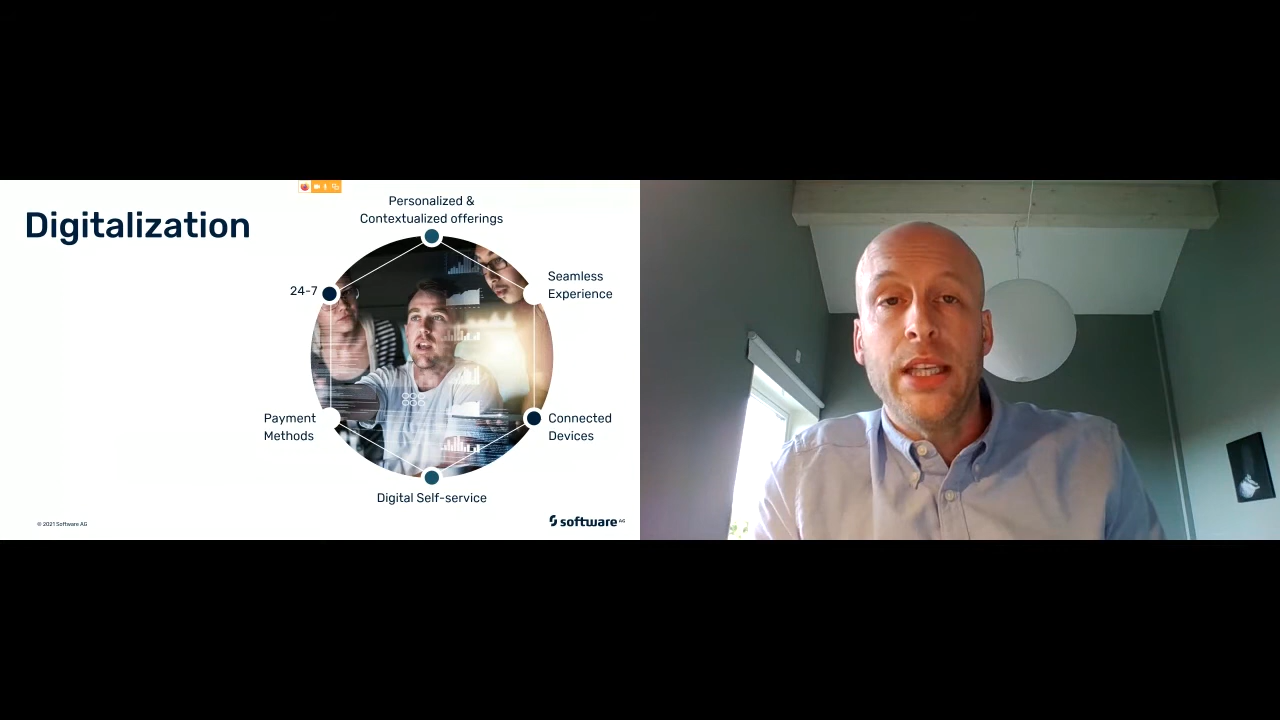 Digitalization
Personalized &
Contextualized offerings
24-7
Seamless
Experience
Payment
Methods
Connected
Devices
Digital Self-service
© 2021 Software AG
software AG